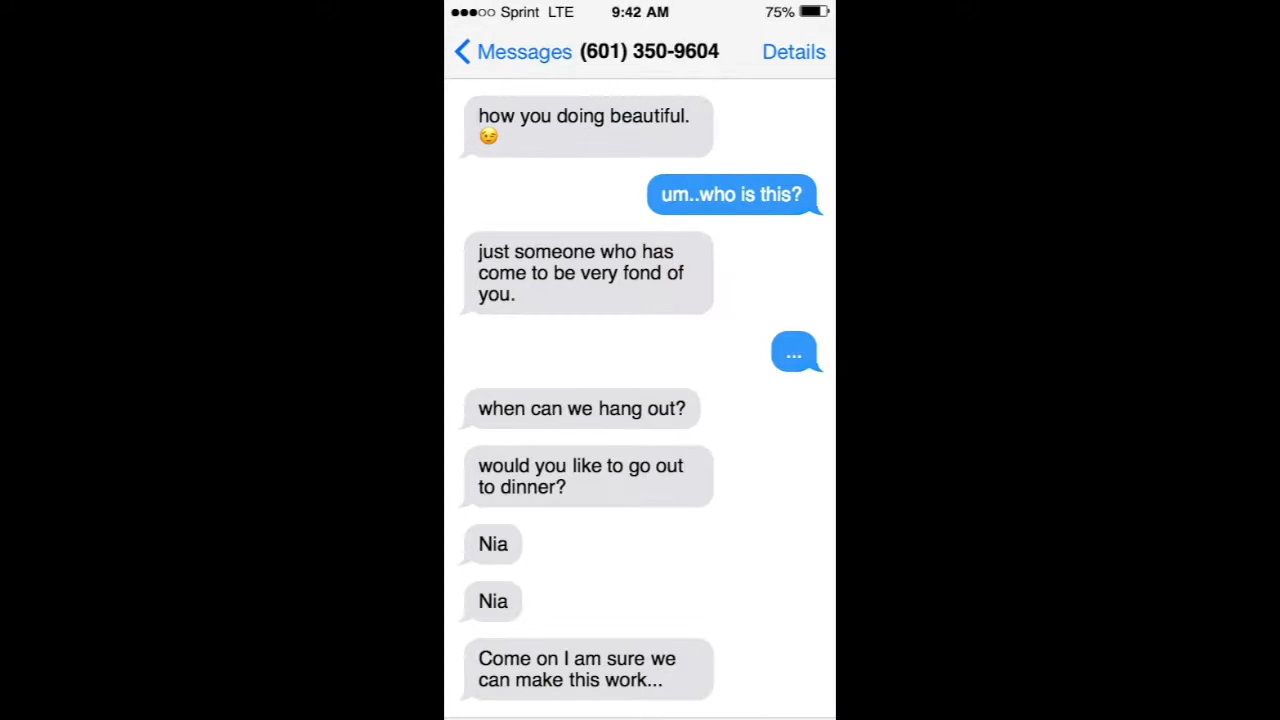 Sprint LTE 9:42 AM 75%
Messages (601) 350-9604 Details
how you doing beautiful.
😉
um..who is this?
just someone who has
come to be very fond of
you.
...
when can we hang out?
would you like to go out
to dinner?
Nia
Nia
Come on I am sure we
can make this work...